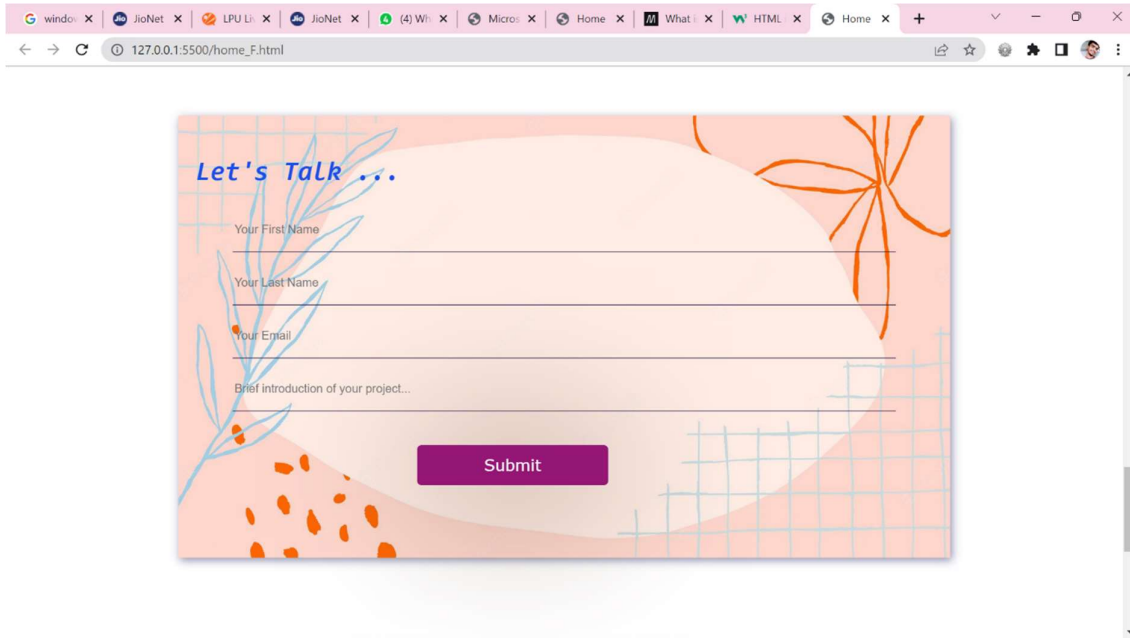 window
JioNet
LPU Li
JioNet
(4) Wh
Micros
Home
What i
HTML
Home
127.0.0.1:5500/home_F.html
Let's Talk ...
Your First Name
Your Last Name
Your Email
Brief introduction of your project...
Submit